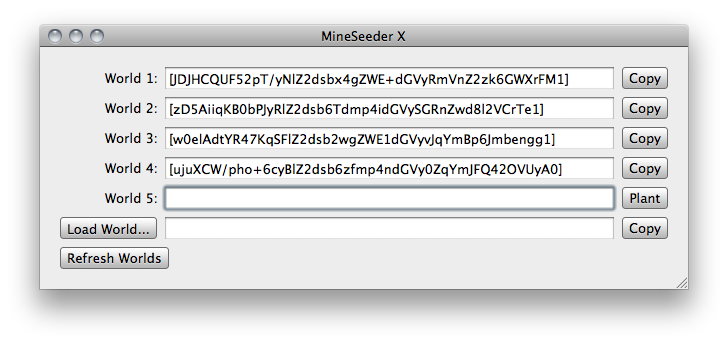 MineSeeder X
World 1: [JDJHCQUF52pT/yNlZ2dsbx4gZWE+dGVyRmVnZ2zk6GWXrFM1] Copy
World 2: [zD5AiiqKB0bPJyRlZ2dsb6Tdmp4idGVySGRnZwd8l2VCrTe1] Copy
World 3: [w0elAdtYR47KqSFlZ2dsb2wgZWE1dGVyvJqYmBp6Jmbengg1] Copy
World 4: [ujuXCW/pho+6cyBlZ2dsb6zfmp4ndGVy0ZqYmJFQ42OVUyA0] Copy
World 5: Plant
Load World... Copy
Refresh Worlds